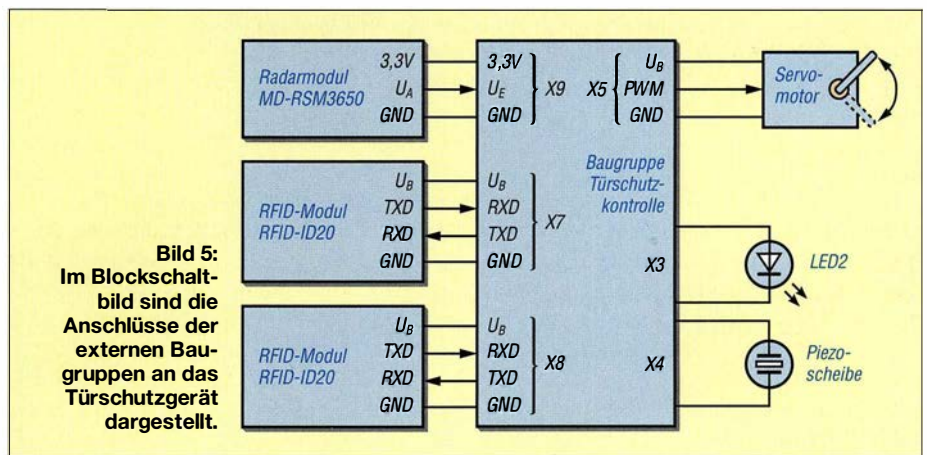 Radarmodul
MD-RSM3650
3,3V
U_A
GND
3,3V
U_E
GND
X9
X5
U_B
PWM
GND
Servo-
motor
Baugruppe
Türschutz-
kontrolle
RFID-Modul
RFID-ID20
U_B
TXD
RXD
GND
U_B
RXD
TXD
GND
X7
X3
LED2
RFID-Modul
RFID-ID20
U_B
TXD
RXD
GND
U_B
RXD
TXD
GND
X8
X4
Piezo-
scheibe
Bild 5:
Im Blockschalt-
bild sind die
Anschlüsse der
externen Bau-
gruppen an das
Türschutzgerät
dargestellt.